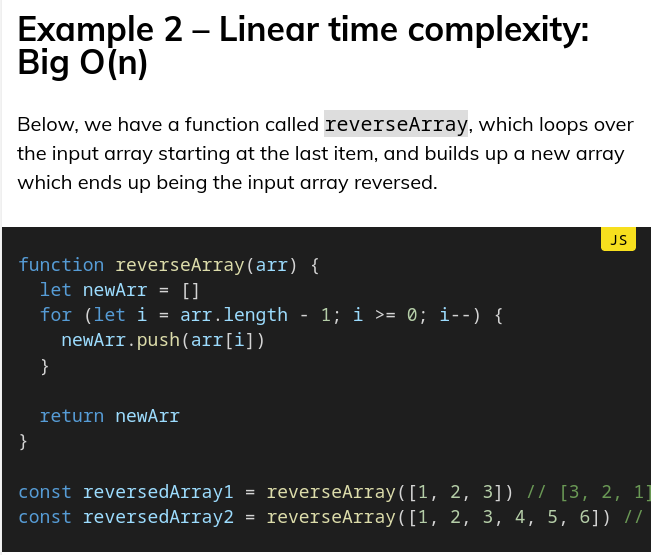 Example 2 – Linear time complexity:
Big O(n)
Below, we have a function called reverseArray, which loops over
the input array starting at the last item, and builds up a new array
which ends up being the input array reversed.
JS
function reverseArray(arr) {
  let newArr = []
  for (let i = arr.length - 1; i >= 0; i--) {
    newArr.push(arr[i])
  }
  return newArr
}
const reversedArray1 = reverseArray([1, 2, 3]) // [3, 2, 1]
const reversedArray2 = reverseArray([1, 2, 3, 4, 5, 6]) //